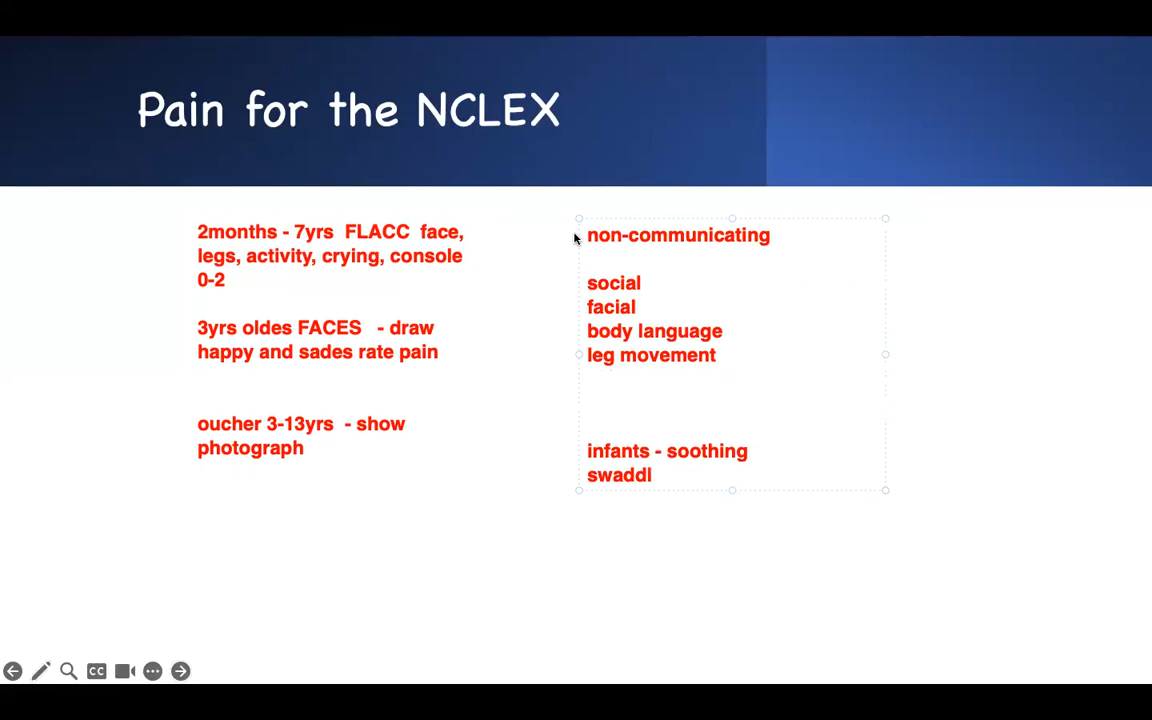 Pain for the NCLEX
2months - 7yrs FLACC face,
legs, activity, crying, console
0-2
3yrs oldes FACES - draw
happy and sades rate pain
oucher 3-13yrs - show
photograph
non-communicating
social
facial
body language
leg movement
infants - soothing
swaddl
CC